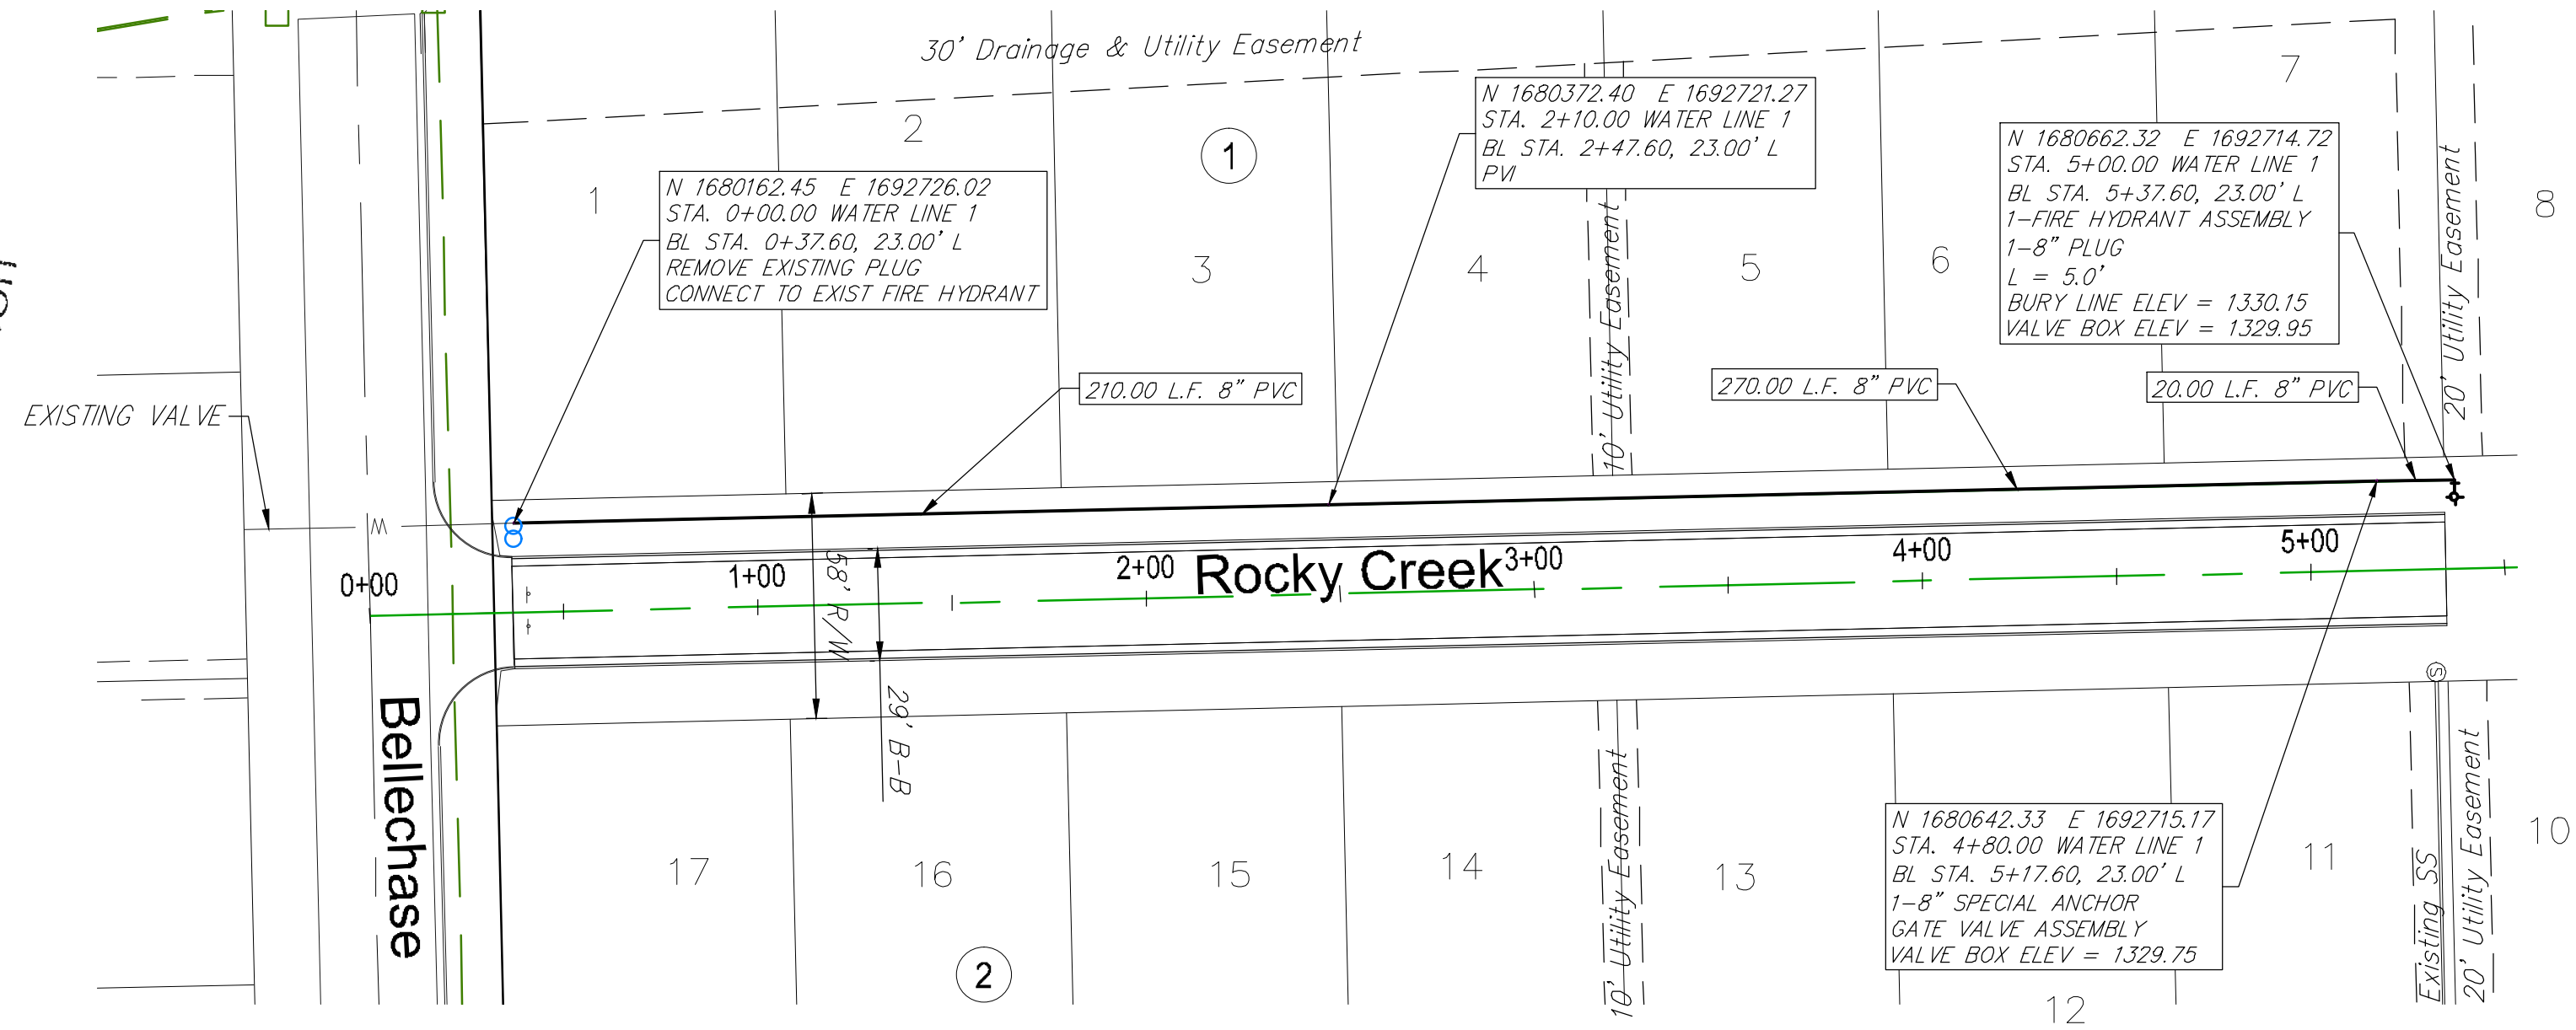 30' Drainage & Utility Easement
7
2
1
1
N 1680372.40 E 1692721.27
STA. 2+10.00 WATER LINE 1
BL STA. 2+47.60, 23.00' L
PVI
N 1680662.32 E 1692714.72
STA. 5+00.00 WATER LINE 1
BL STA. 5+37.60, 23.00' L
1-FIRE HYDRANT ASSEMBLY
1-8" PLUG
L = 5.0'
BURY LINE ELEV = 1330.15
VALVE BOX ELEV = 1329.95
N 1680162.45 E 1692726.02
STA. 0+00.00 WATER LINE 1
BL STA. 0+37.60, 23.00' L
REMOVE EXISTING PLUG
CONNECT TO EXIST FIRE HYDRANT
8
3
4
10' Utility Easement
5
6
20' Utility Easement
210.00 L.F. 8" PVC
270.00 L.F. 8" PVC
20.00 L.F. 8" PVC
EXISTING VALVE
W
0+00
1+00
2+00
Rocky Creek
3+00
4+00
5+00
58' R/W
29' B-B
S
Bellechase
17
16
15
14
10' Utility Easement
13
N 1680642.33 E 1692715.17
STA. 4+80.00 WATER LINE 1
BL STA. 5+17.60, 23.00' L
1-8" SPECIAL ANCHOR
GATE VALVE ASSEMBLY
VALVE BOX ELEV = 1329.75
11
Existing SS
20' Utility Easement
10
2
12